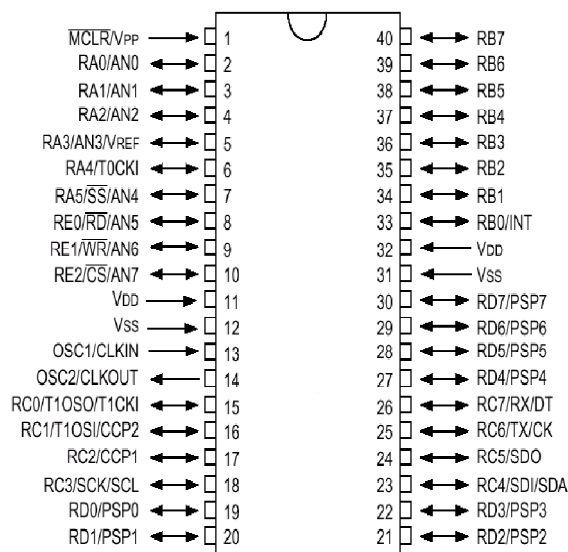 M̅C̅L̅R̅/VPP 1 40 RB7
RA0/AN0 2 39 RB6
RA1/AN1 3 38 RB5
RA2/AN2 4 37 RB4
RA3/AN3/VREF 5 36 RB3
RA4/T0CKI 6 35 RB2
RA5/S̅S̅/AN4 7 34 RB1
RE0/R̅D̅/AN5 8 33 RB0/INT
RE1/W̅R̅/AN6 9 32 VDD
RE2/C̅S̅/AN7 10 31 VSS
VDD 11 30 RD7/PSP7
VSS 12 29 RD6/PSP6
OSC1/CLKIN 13 28 RD5/PSP5
OSC2/CLKOUT 14 27 RD4/PSP4
RC0/T1OSO/T1CKI 15 26 RC7/RX/DT
RC1/T1OSI/CCP2 16 25 RC6/TX/CK
RC2/CCP1 17 24 RC5/SDO
RC3/SCK/SCL 18 23 RC4/SDI/SDA
RD0/PSP0 19 22 RD3/PSP3
RD1/PSP1 20 21 RD2/PSP2